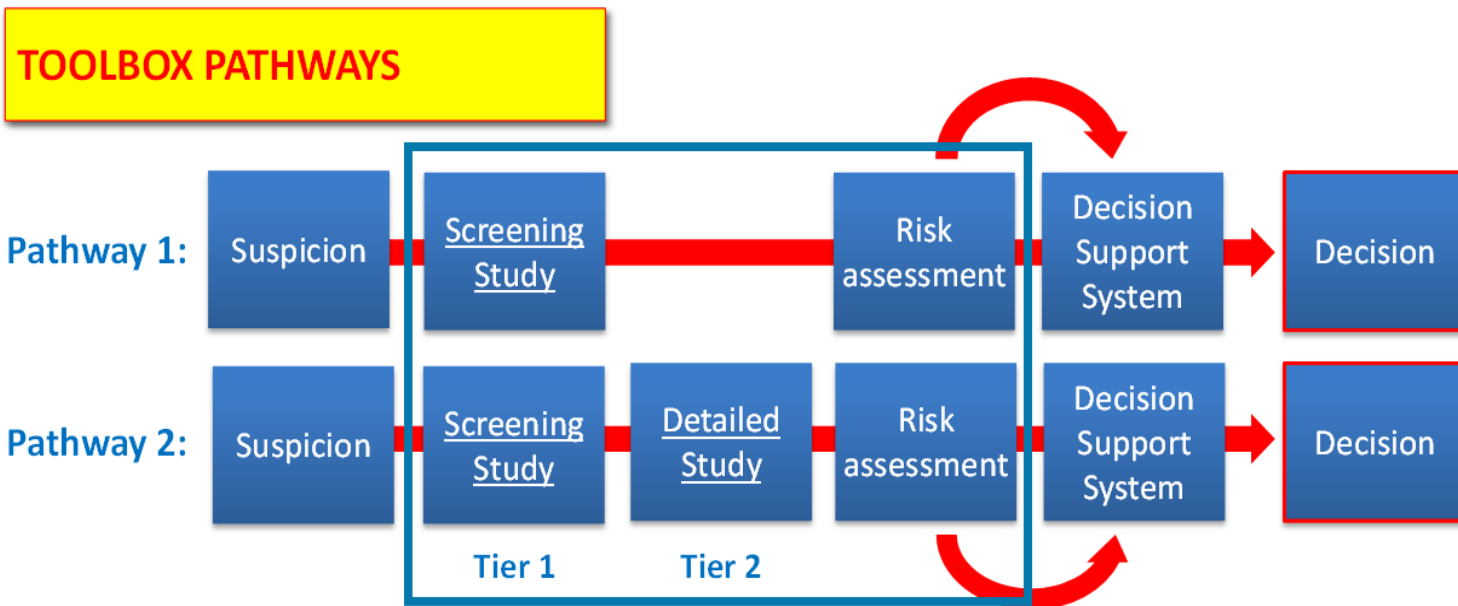 TOOLBOX PATHWAYS
Pathway 1:
Suspicion
Screening
Study
Risk
assessment
Decision
Support
System
Decision
Pathway 2:
Suspicion
Screening
Study
Detailed
Study
Risk
assessment
Decision
Support
System
Decision
Tier 1
Tier 2